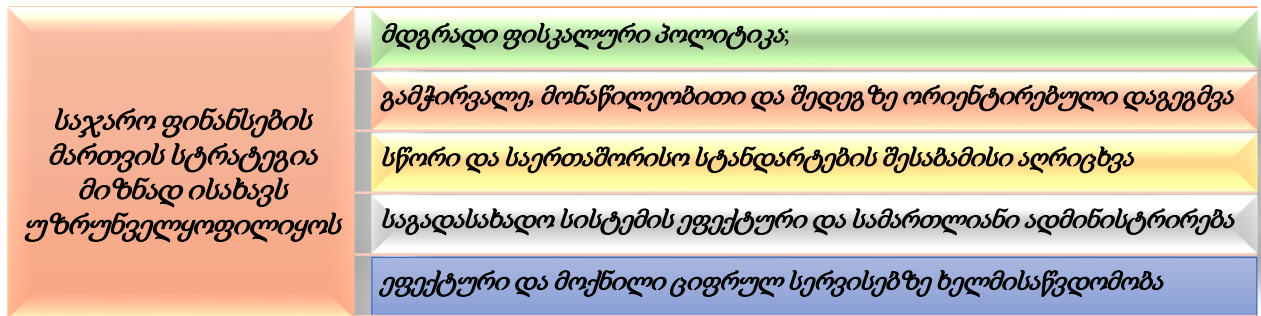 საჯარო ფინანსების
მართვის სტრატეგია
მიზნად ისახავს
უზრუნველყოფილიყოს
მდგრადი ფისკალური პოლიტიკა;
გამჭირვალე, მონაწილეობითი და შედეგზე ორიენტირებული დაგეგმვა
სწორი და საერთაშორისო სტანდარტების შესაბამისი აღრიცხვა
საგადასახადო სისტემის ეფექტური და სამართლიანი ადმინისტრირება
ეფექტური და მოქნილი ციფრულ სერვისებზე ხელმისაწვდომობა